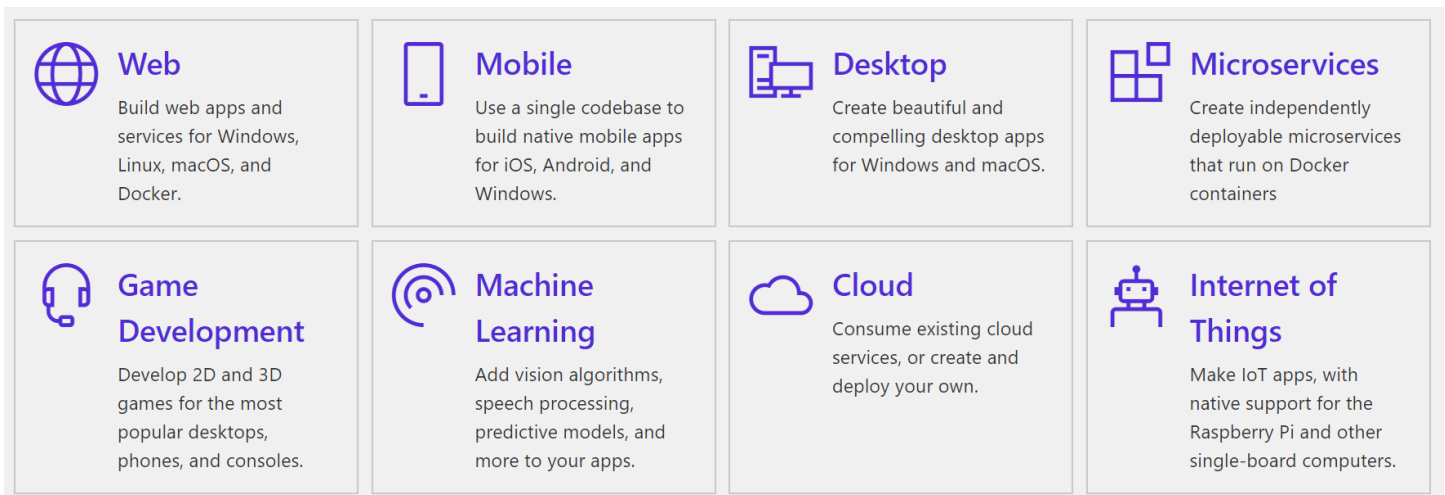 Web
Build web apps and
services for Windows,
Linux, macOS, and
Docker.
Mobile
Use a single codebase to
build native mobile apps
for iOS, Android, and
Windows.
Desktop
Create beautiful and
compelling desktop apps
for Windows and macOS.
Microservices
Create independently
deployable microservices
that run on Docker
containers
Game
Development
Develop 2D and 3D
games for the most
popular desktops,
phones, and consoles.
Machine
Learning
Add vision algorithms,
speech processing,
predictive models, and
more to your apps.
Cloud
Consume existing cloud
services, or create and
deploy your own.
Internet of
Things
Make IoT apps, with
native support for the
Raspberry Pi and other
single-board computers.